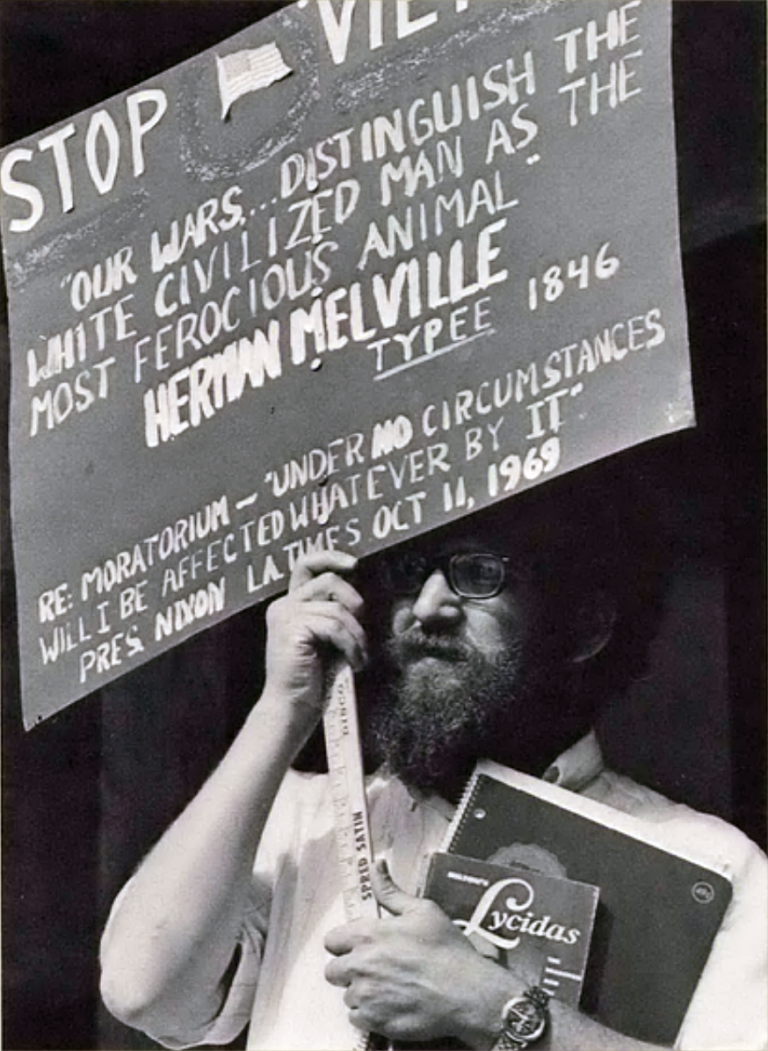 STOP VIET
"OUR WARS....DISTINGUISH THE
WHITE CIVILIZED MAN AS THE
MOST FEROCIOUS ANIMAL"
HERMAN MELVILLE
TYPEE 1846
RE: MORATORIUM — "UNDER NO CIRCUMSTANCES
WILL I BE AFFECTED WHATEVER BY IT"
PRES. NIXON LA TIMES OCT 11, 1969
SPRED SATIN
MILTON'S
Lycidas